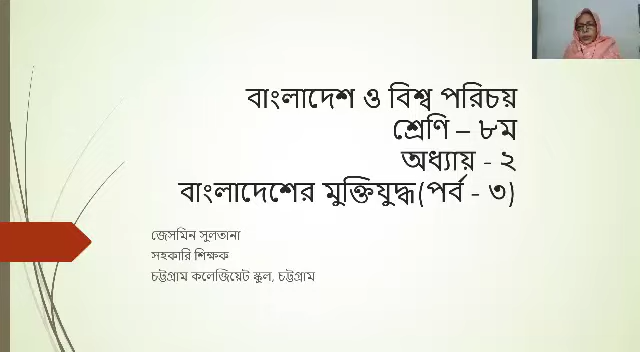 বাংলাদেশ ও বিশ্ব পরিচয়
শ্রেণি – ৮ম
অধ্যায় - ২
বাংলাদেশের মুক্তিযুদ্ধ(পর্ব - ৩)
জেসমিন সুলতানা
সহকারি শিক্ষক
চট্টগ্রাম কলেজিয়েট স্কুল, চট্টগ্রাম